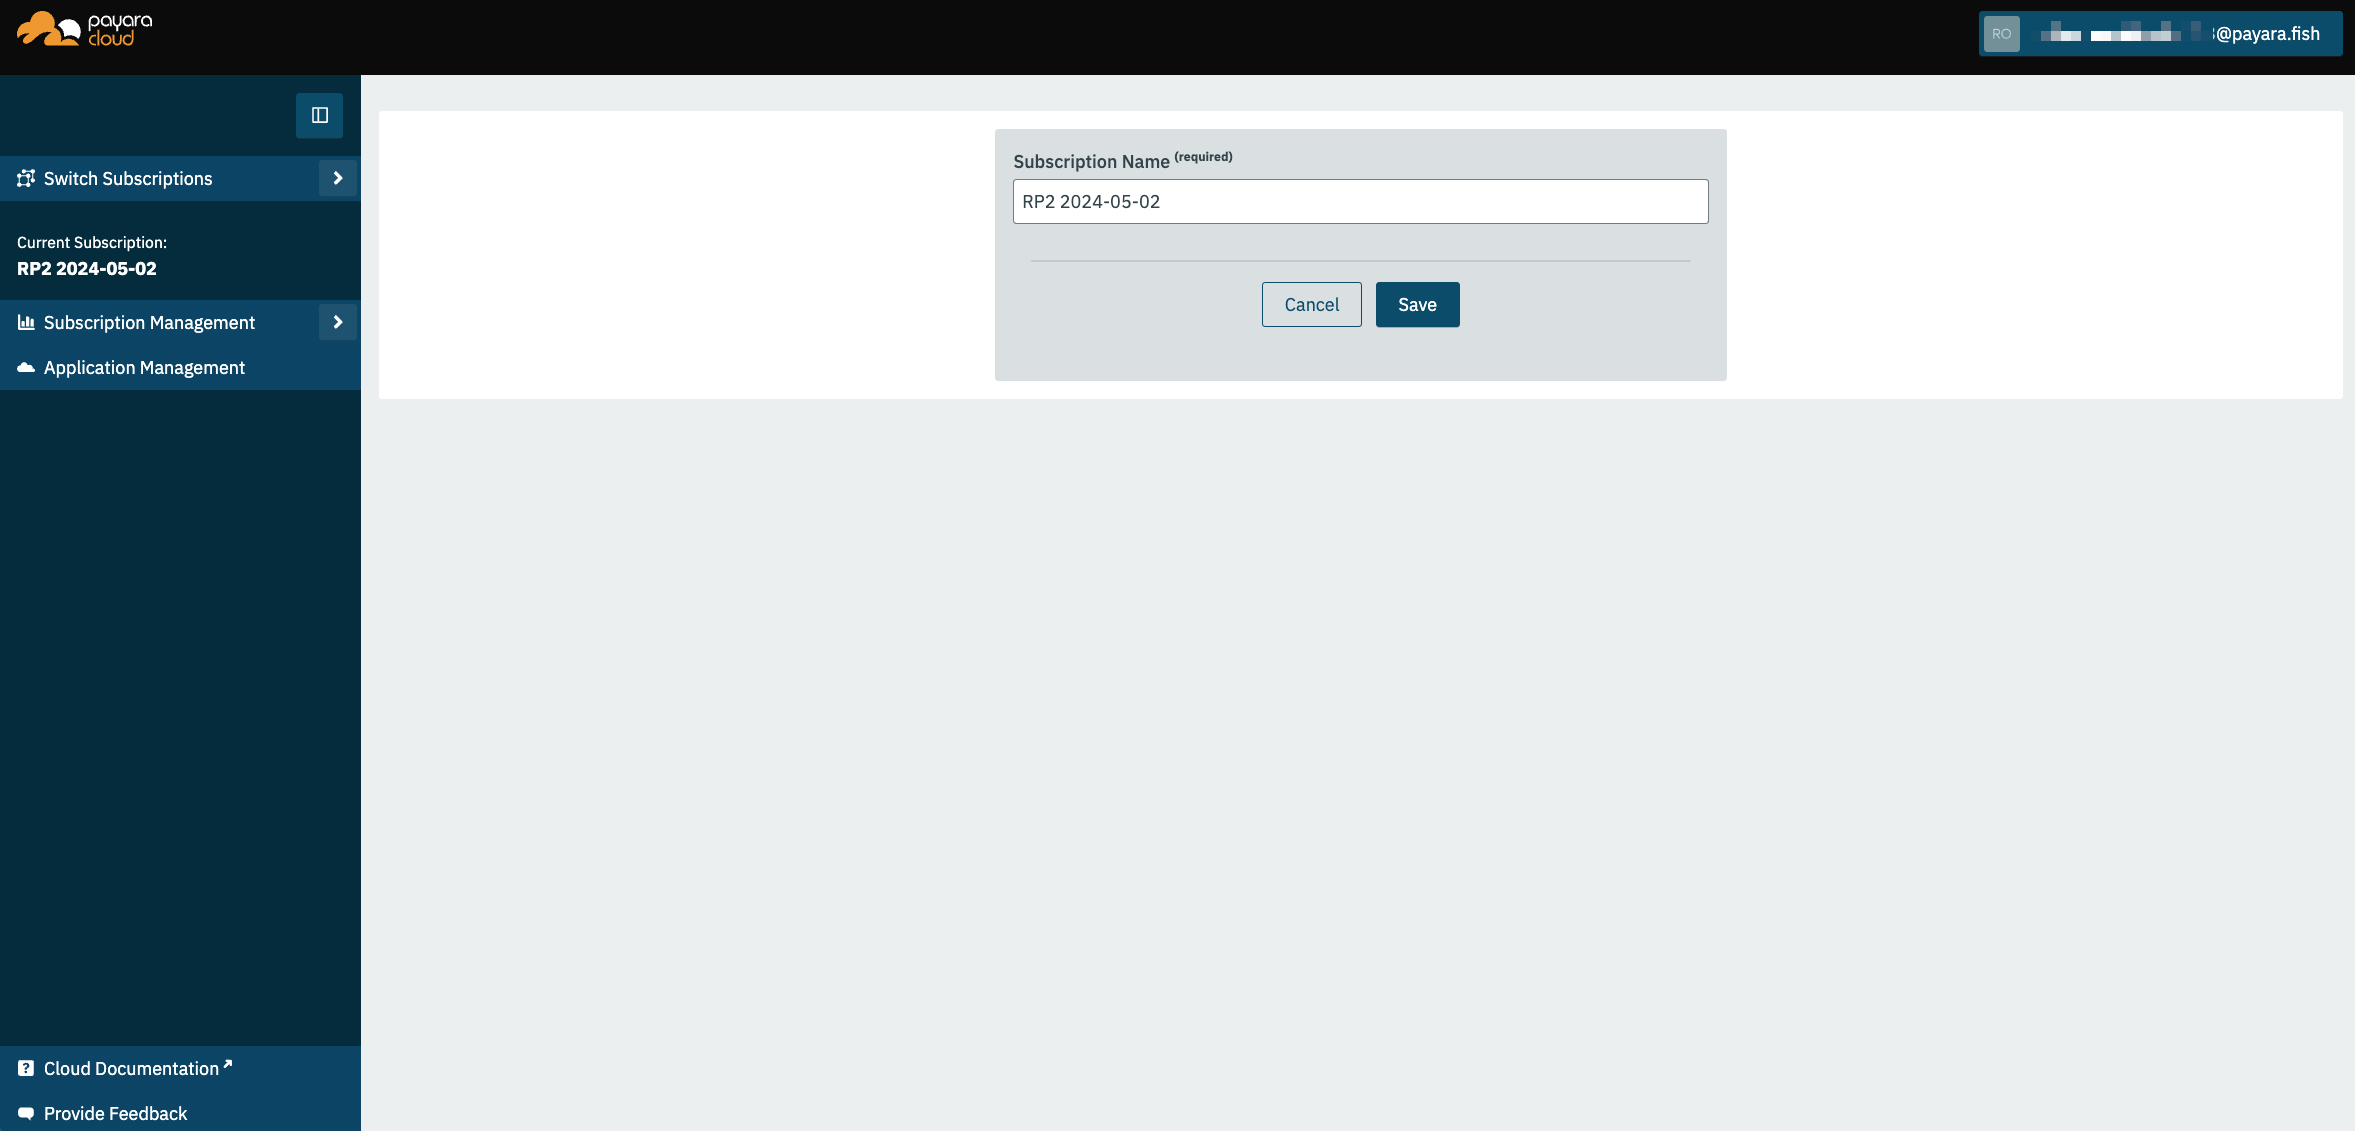 payara
cloud
RO
@payara.fish
Switch Subscriptions
Current Subscription:
RP2 2024-05-02
Subscription Management
Application Management
Subscription Name (required)
RP2 2024-05-02
Cancel
Save
Cloud Documentation
Provide Feedback